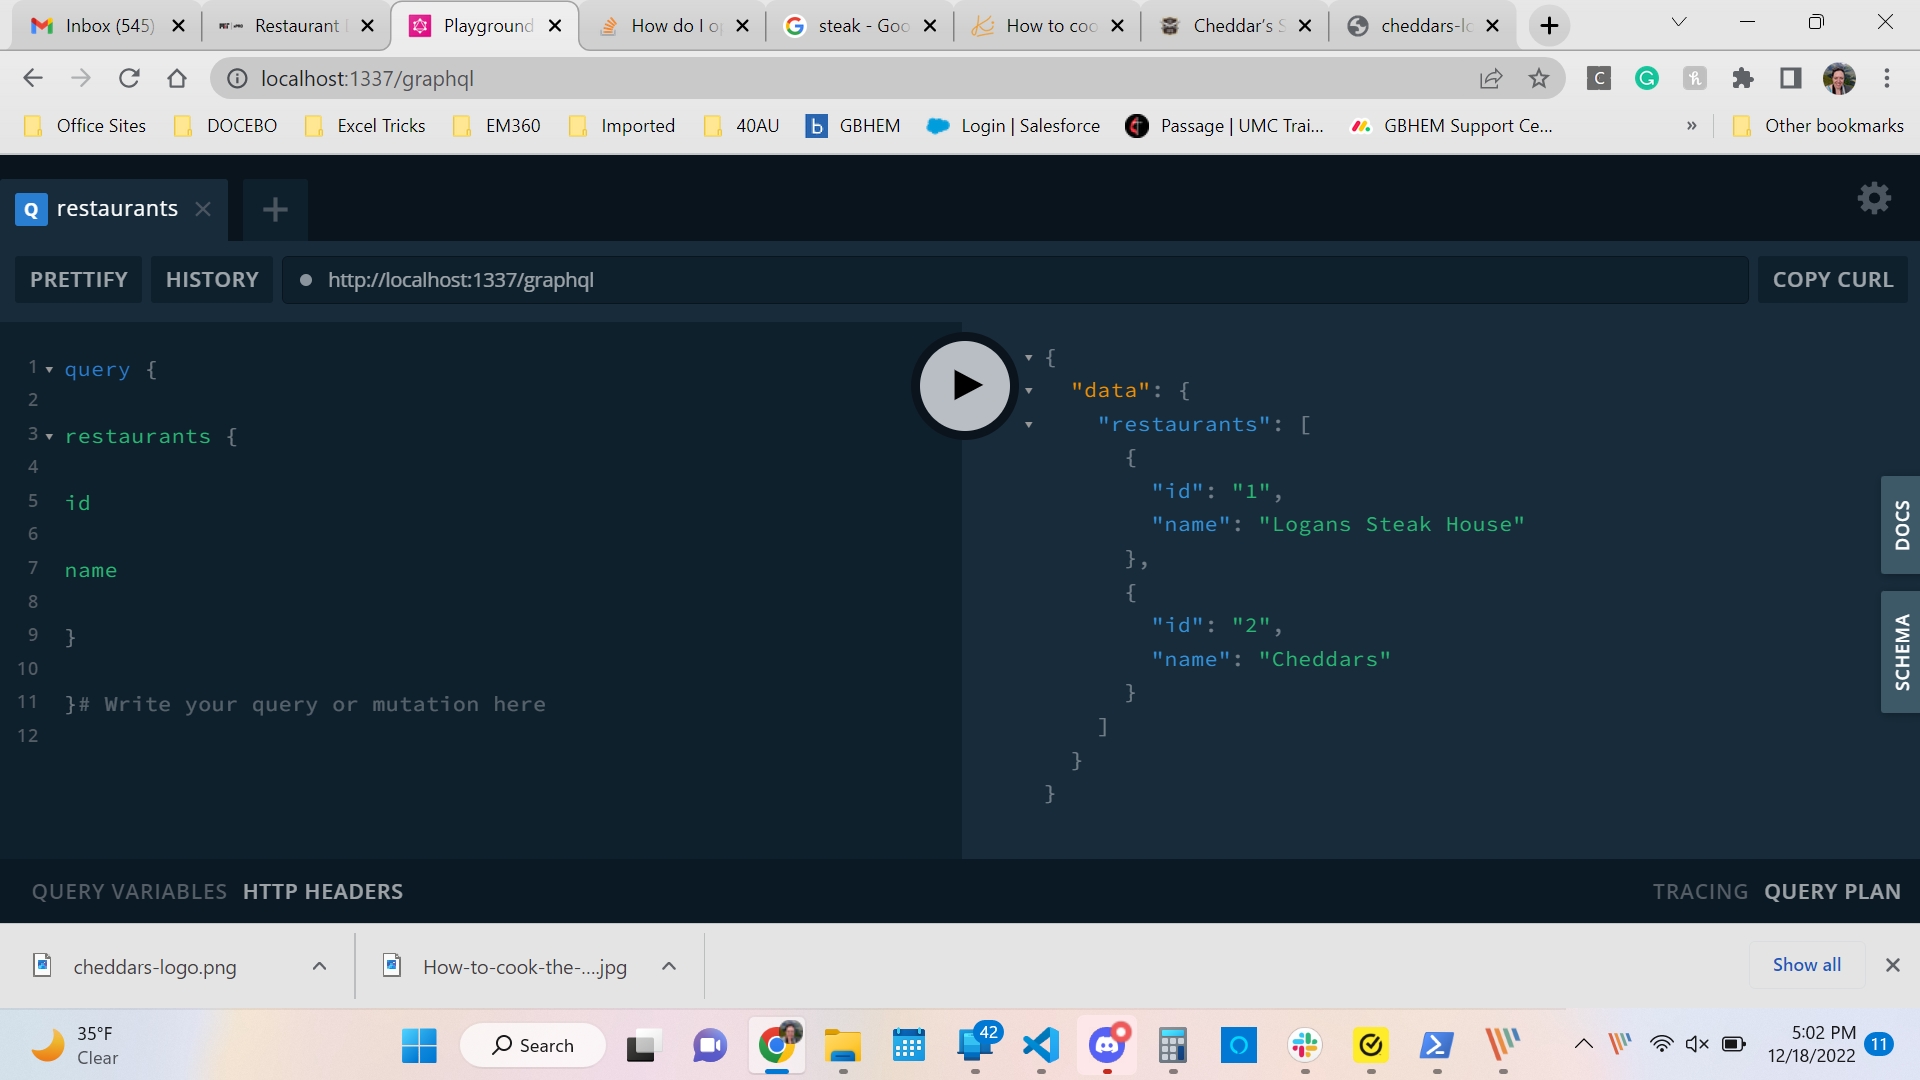 Inbox (545)
Restaurant
Playground
How do I o
steak - Goo
How to coo
Cheddar's S
cheddars-lo
localhost:1337/graphql
Office Sites
DOCEBO
Excel Tricks
EM360
Imported
40AU
b GBHEM
Login | Salesforce
Passage | UMC Trai...
GBHEM Support Ce...
»
Other bookmarks
Q restaurants
PRETTIFY
HISTORY
http://localhost:1337/graphql
COPY CURL
1 query {
2
3 restaurants {
4
5 id
6
7 name
8
9 }
10
11 }# Write your query or mutation here
12
{
"data": {
"restaurants": [
{
"id": "1",
"name": "Logans Steak House"
},
{
"id": "2",
"name": "Cheddars"
}
]
}
}
DOCS
SCHEMA
QUERY VARIABLES HTTP HEADERS
TRACING QUERY PLAN
cheddars-logo.png
How-to-cook-the-....jpg
Show all
35°F
Clear
Search
42
5:02 PM
12/18/2022
11